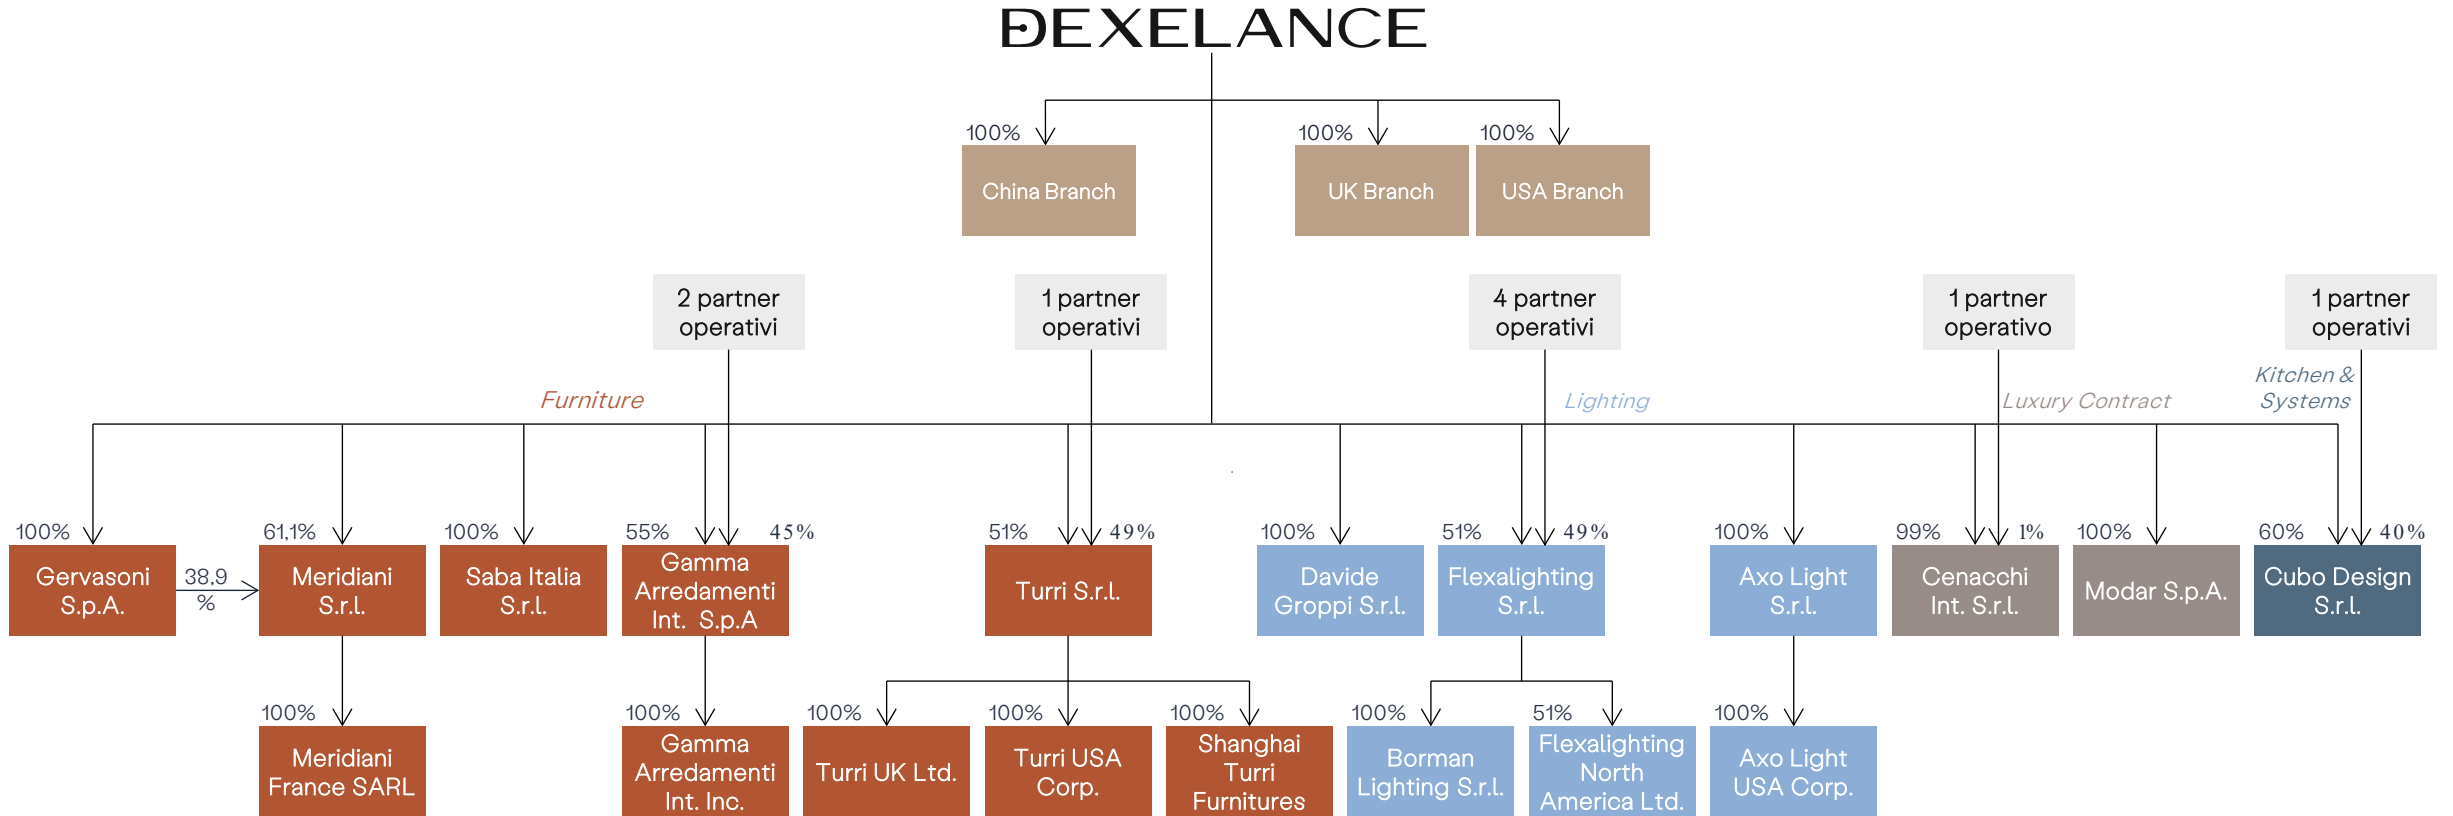 DEXELANCE
100%
100%
100%
China Branch
UK Branch
USA Branch
2 partner
operativi
1 partner
operativi
4 partner
operativi
1 partner
operativo
1 partner
operativi
Furniture
Lighting
Luxury Contract
Kitchen &
Systems
100%
61,1%
100%
55%
45%
51%
49%
100%
51%
49%
100%
99%
1%
100%
60%
40%
Gervasoni
S.p.A.
38,9
%
Meridiani
S.r.l.
Saba Italia
S.r.l.
Gamma
Arredamenti
Int. S.p.A
Turri S.r.l.
Davide
Groppi S.r.l.
Flexalighting
S.r.l.
Axo Light
S.r.l.
Cenacchi
Int. S.r.l.
Modar S.p.A.
Cubo Design
S.r.l.
100%
100%
100%
100%
100%
100%
51%
100%
Meridiani
France SARL
Gamma
Arredamenti
Int. Inc.
Turri UK Ltd.
Turri USA
Corp.
Shanghai
Turri
Furnitures
Borman
Lighting S.r.l.
Flexalighting
North
America Ltd.
Axo Light
USA Corp.